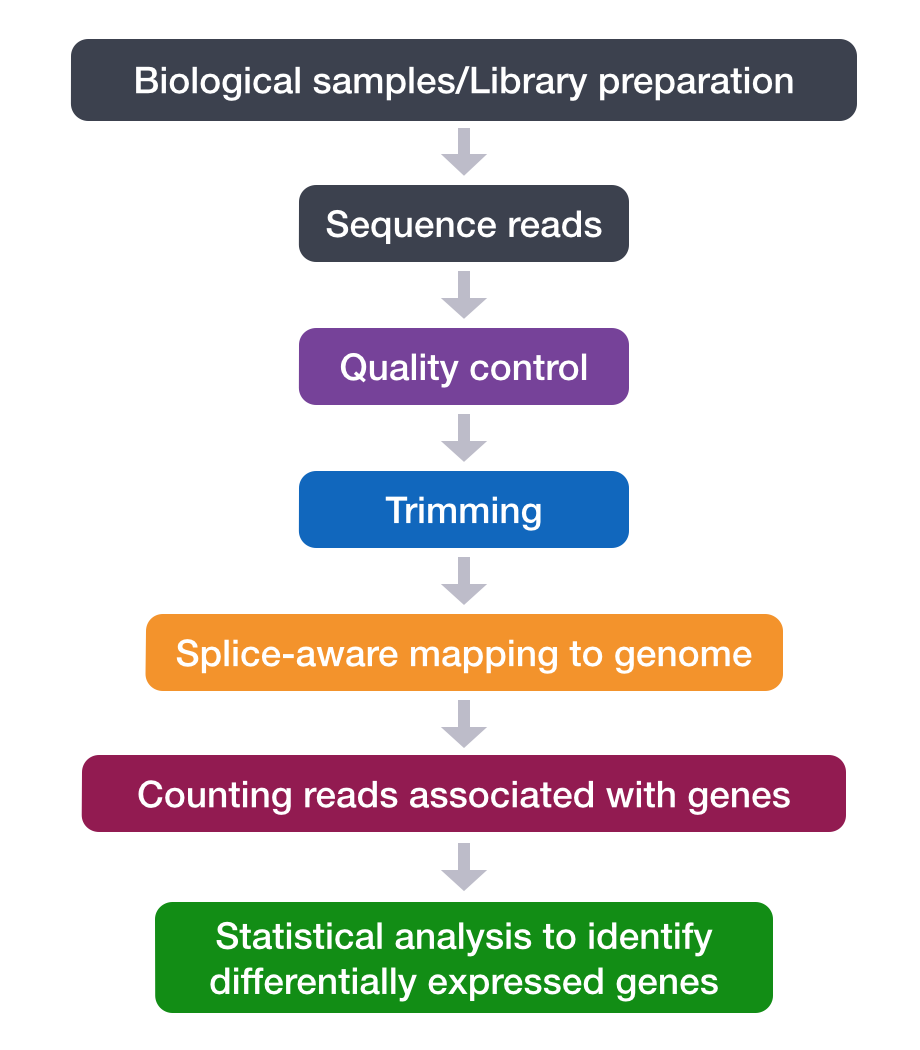 Biological samples/Library preparation
Sequence reads
Quality control
Trimming
Splice-aware mapping to genome
Counting reads associated with genes
Statistical analysis to identify
differentially expressed genes